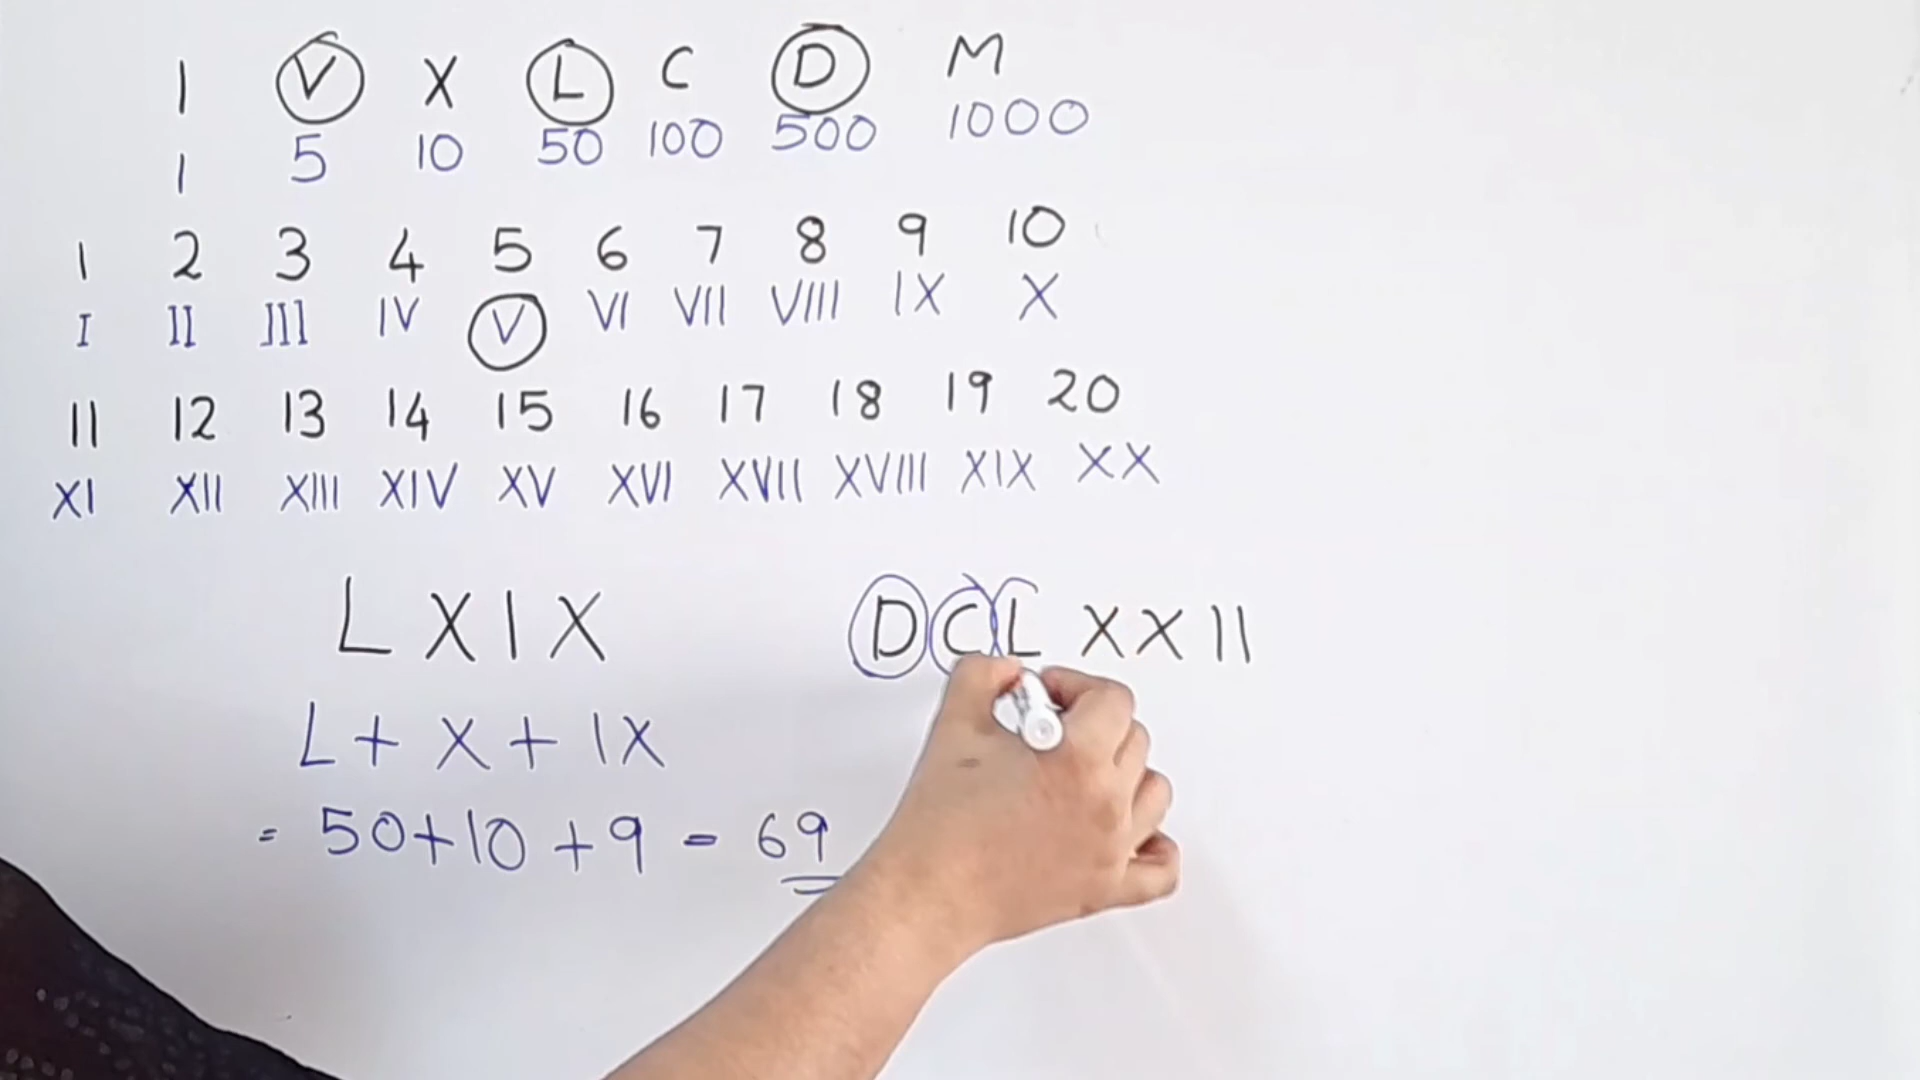 I V X L C D M
1 5 10 50 100 500 1000
1 2 3 4 5 6 7 8 9 10
I II III IV V VI VII VIII IX X
11 12 13 14 15 16 17 18 19 20
XI XII XIII XIV XV XVI XVII XVIII XIX XX
L X I X
D C L X X I I
L + X + IX
= 50 + 10 + 9 = 69